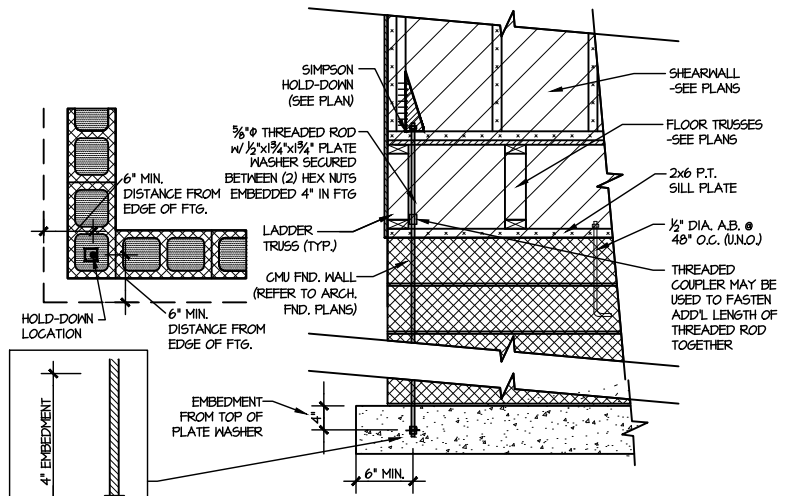 SIMPSON
HOLD-DOWN
(SEE PLAN)
⅝"Φ THREADED ROD
W/ ½"x1¾"x1¾" PLATE
WASHER SECURED
BETWEEN (2) HEX NUTS
EMBEDDED 4" IN FTG
LADDER
TRUSS (TYP.)
CMU FND. WALL
(REFER TO ARCH.
FND. PLANS)
SHEARWALL
-SEE PLANS
FLOOR TRUSSES
-SEE PLANS
2x6 P.T.
SILL PLATE
½" DIA. A.B. @
48" O.C. (U.N.O.)
THREADED
COUPLER MAY BE
USED TO FASTEN
ADD'L LENGTH OF
THREADED ROD
TOGETHER
6" MIN.
DISTANCE FROM
EDGE OF FTG.
HOLD-DOWN
LOCATION
6" MIN.
DISTANCE FROM
EDGE OF FTG.
4" EMBEDMENT
EMBEDMENT
FROM TOP OF
PLATE WASHER
4"
6" MIN.